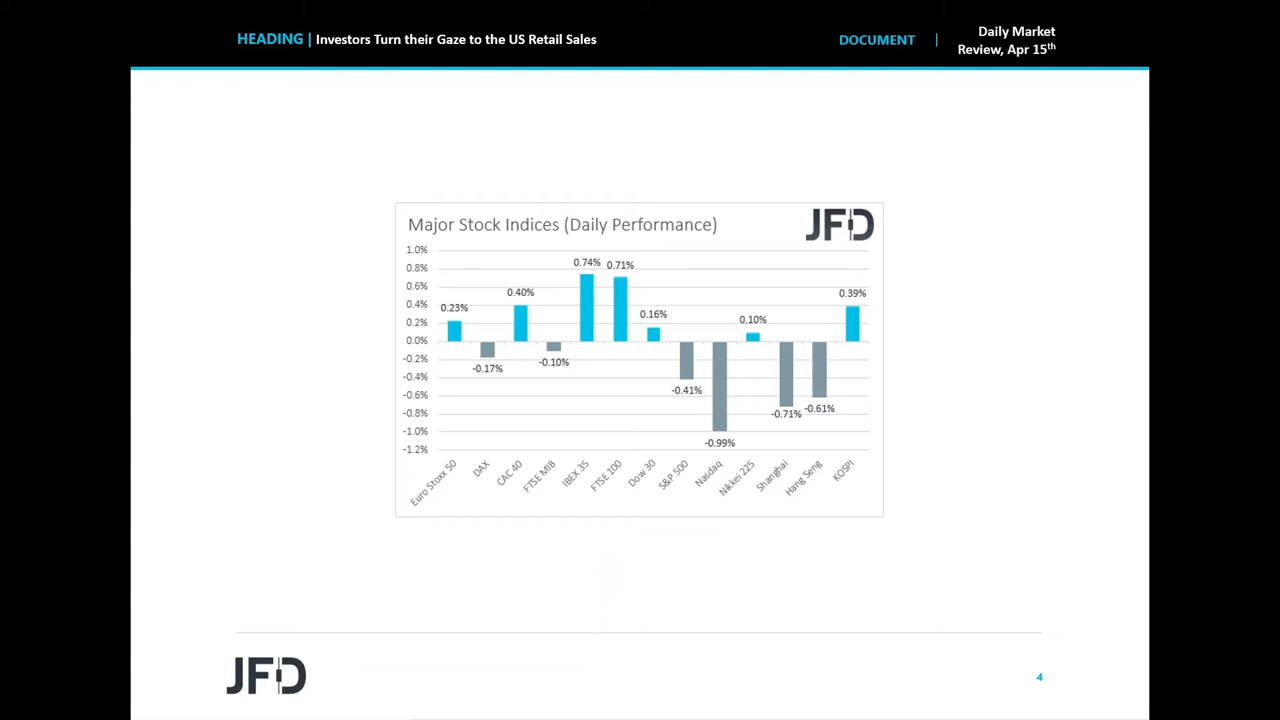 HEADING | Investors Turn their Gaze to the US Retail Sales
DOCUMENT | Daily Market
Review, Apr 15th
Major Stock Indices (Daily Performance)
JFD
1.0%
0.8%
0.6%
0.4%
0.2%
0.0%
-0.2%
-0.4%
-0.6%
-0.8%
-1.0%
-1.2%
0.23%
-0.17%
0.40%
-0.10%
0.74%
0.71%
0.16%
-0.41%
-0.99%
0.10%
-0.71%
-0.61%
0.39%
Euro Stoxx 50
DAX
CAC 40
FTSE MIB
IBEX 35
FTSE 100
Dow 30
S&P 500
Nasdaq
Nikkei 225
Shanghai
Hang Seng
KOSPI
JFD
4